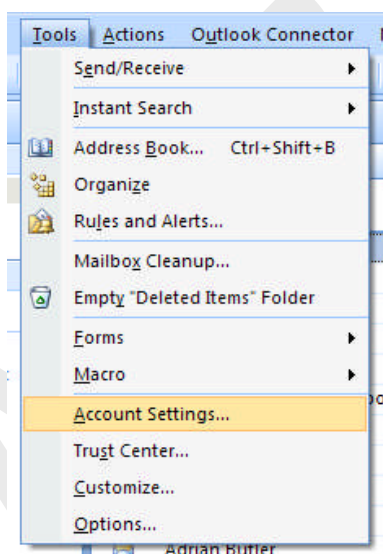 Tools Actions Outlook Connector
Send/Receive
Instant Search
Address Book... Ctrl+Shift+B
Organize
Rules and Alerts...
Mailbox Cleanup...
Empty "Deleted Items" Folder
Forms
Macro
Account Settings...
Trust Center...
Customize...
Options...
Adrian Butler